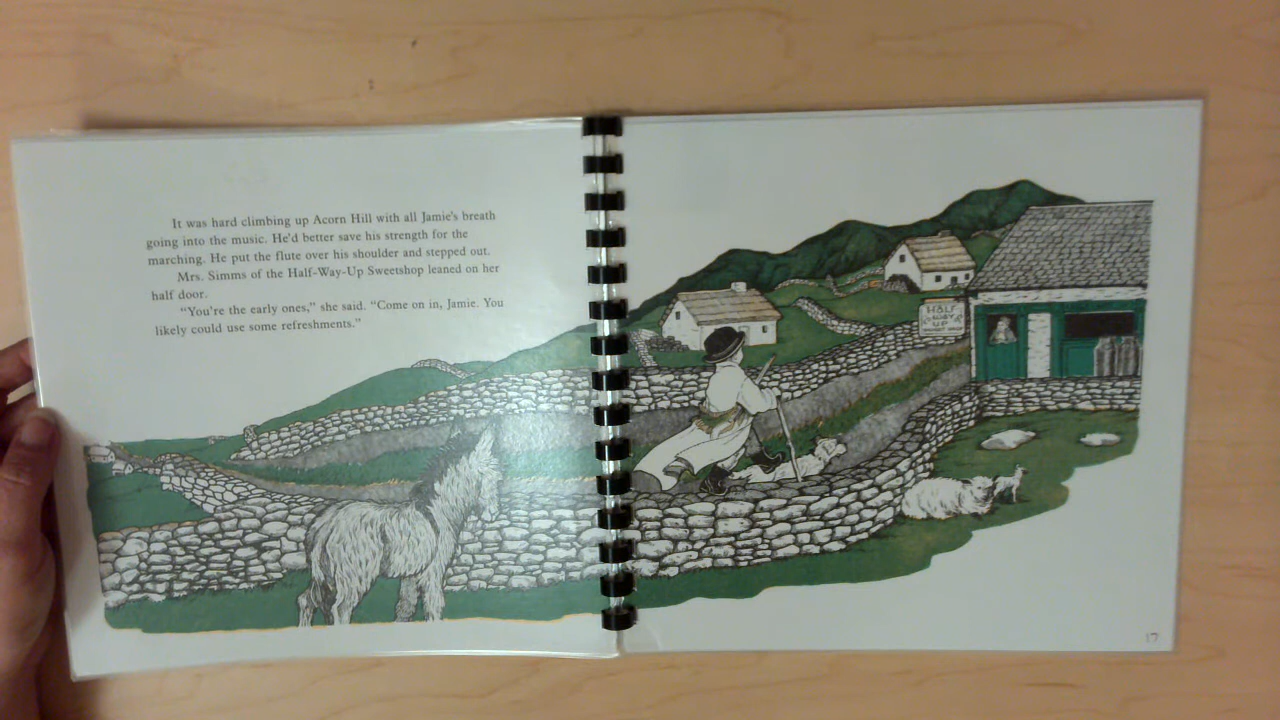 It was hard climbing up Acorn Hill with all Jamie's breath
going into the music. He'd better save his strength for the
marching. He put the flute over his shoulder and stepped out.
Mrs. Simms of the Half-Way-Up Sweetshop leaned on her
half door.
"You're the early ones," she said. "Come on in, Jamie. You
likely could use some refreshments."
HALF
WAY
UP
17